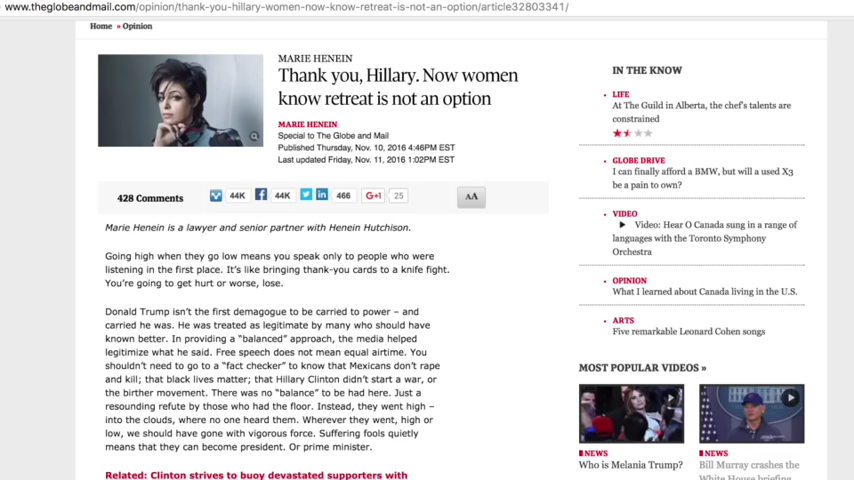 www.theglobeandmail.com/opinion/thank-you-hillary-women-now-know-retreat-is-not-an-option/article32803341/
Home • Opinion
MARIE HENEIN
Thank you, Hillary. Now women
know retreat is not an option
MARIE HENEIN
Special to The Globe and Mail
Published Thursday, Nov. 10, 2016 4:46PM EST
Last updated Friday, Nov. 11, 2016 1:02PM EST
428 Comments
44K
44K
466
G+1
25
AA
Marie Henein is a lawyer and senior partner with Henein Hutchison.
Going high when they go low means you speak only to people who were
listening in the first place. It's like bringing thank-you cards to a knife fight.
You're going to get hurt or worse, lose.
Donald Trump isn't the first demagogue to be carried to power – and
carried he was. He was treated as legitimate by many who should have
known better. In providing a "balanced" approach, the media helped
legitimize what he said. Free speech does not mean equal airtime. You
shouldn't need to go to a "fact checker" to know that Mexicans don't rape
and kill; that black lives matter; that Hillary Clinton didn't start a war, or
the birther movement. There was no "balance" to be had here. Just a
resounding refute by those who had the floor. Instead, they went high –
into the clouds, where no one heard them. Wherever they went, high or
low, we should have gone with vigorous force. Suffering fools quietly
means that they can become president. Or prime minister.
Related: Clinton strives to buoy devastated supporters with
IN THE KNOW
LIFE
At The Guild in Alberta, the chef's talents are
constrained
GLOBE DRIVE
I can finally afford a BMW, but will a used X3
be a pain to own?
VIDEO
Video: Hear O Canada sung in a range of
languages with the Toronto Symphony
Orchestra
OPINION
What I learned about Canada living in the U.S.
ARTS
Five remarkable Leonard Cohen songs
MOST POPULAR VIDEOS »
NEWS
Who is Melania Trump?
NEWS
Bill Murray crashes the
White House briefing